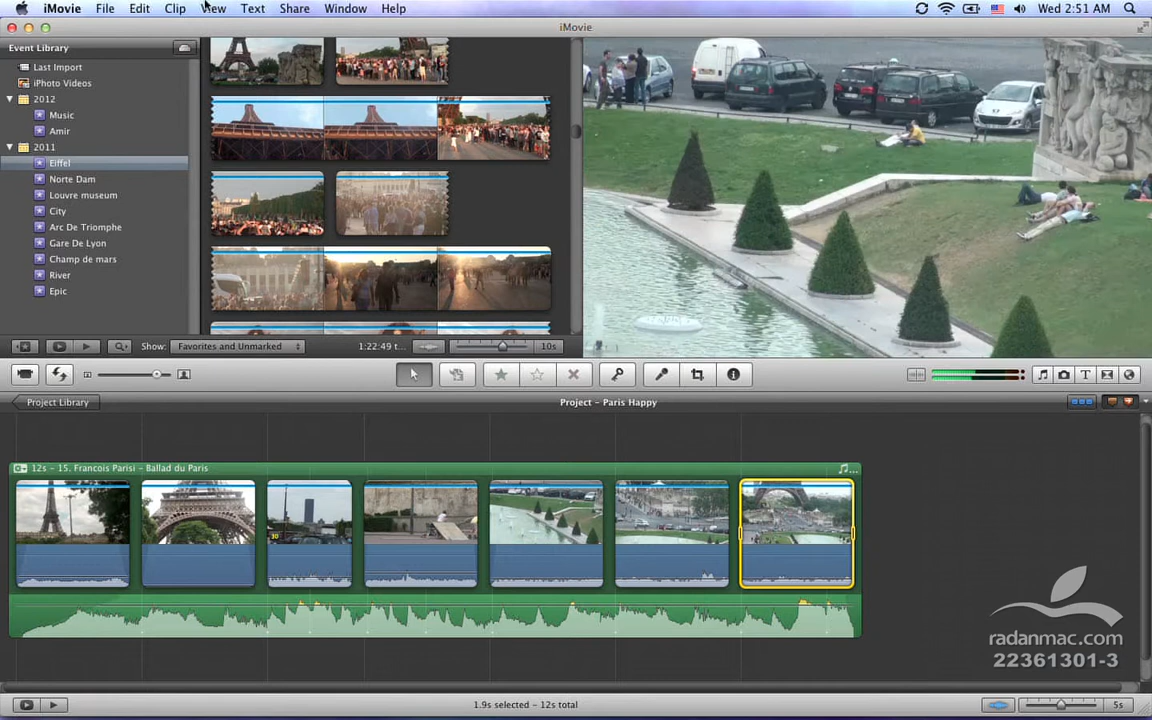 iMovie File Edit Clip View Text Share Window Help Wed 2:51 AM
iMovie
Event Library
Last Import
iPhoto Videos
2012
Music
Amir
2011
Eiffel
Norte Dam
Louvre museum
City
Arc De Triomphe
Gare De Lyon
Champ de mars
River
Epic
Show: Favorites and Unmarked 1:22:49 t... 10s
Project Library Project - Paris Happy
12s - 15. Francois Parisi - Ballad du Paris
radanmac.com
22361301-3
1.9s selected - 12s total 5s